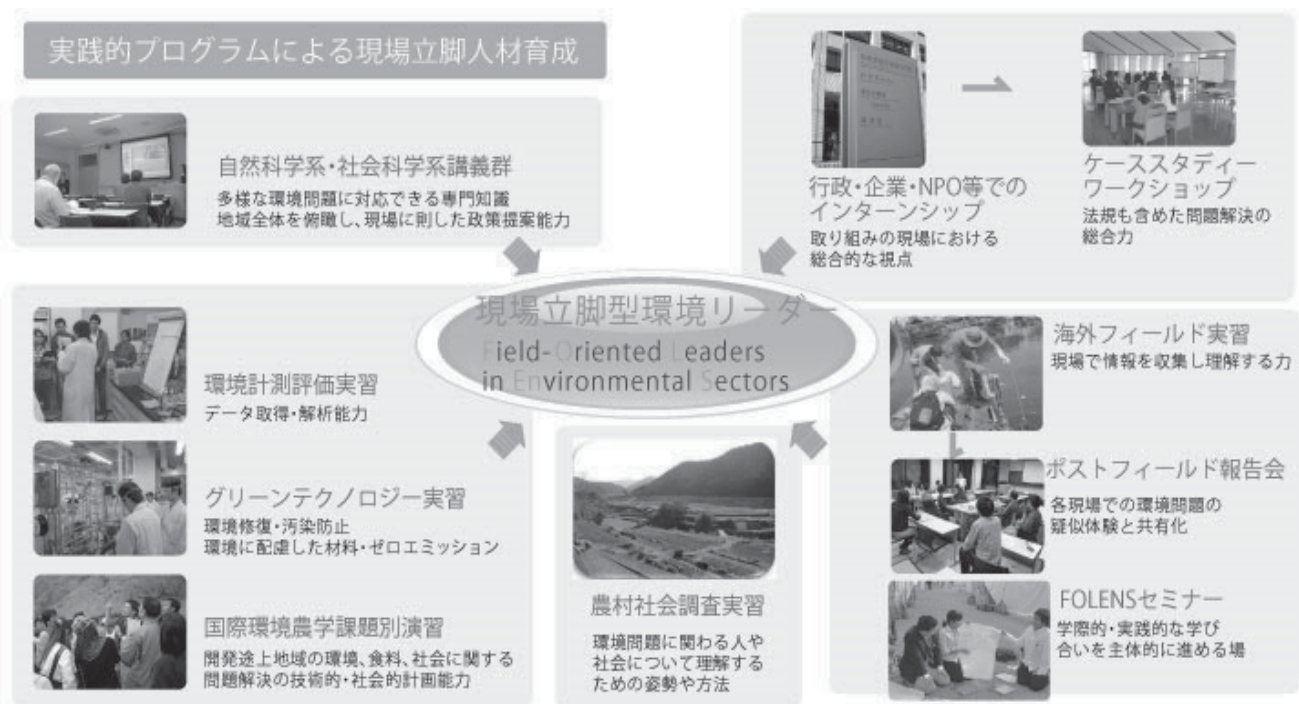 実践的プログラムによる現場立脚人材育成
自然科学系・社会科学系講義群
多様な環境問題に対応できる専門知識
地域全体を俯瞰し、現場に則した政策提案能力
行政・企業・NPO等での
インターンシップ
取り組みの現場における
総合的な視点
ケーススタディー
ワークショップ
法規も含めた問題解決の
総合力
現場立脚型環境リーダー
Field-Oriented Leaders
in Environmental Sectors
環境計測評価実習
データ取得・解析能力
グリーンテクノロジー実習
環境修復・汚染防止
環境に配慮した材料・ゼロエミッション
国際環境農学課題別演習
開発途上地域の環境、食料、社会に関する
問題解決の技術的・社会的計画能力
農村社会調査実習
環境問題に関わる人や
社会について理解する
ための姿勢や方法
海外フィールド実習
現場で情報を収集し理解する力
ポストフィールド報告会
各現場での環境問題の
疑似体験と共有化
FOLENSセミナー
学際的・実践的な学び
合いを主体的に進める場